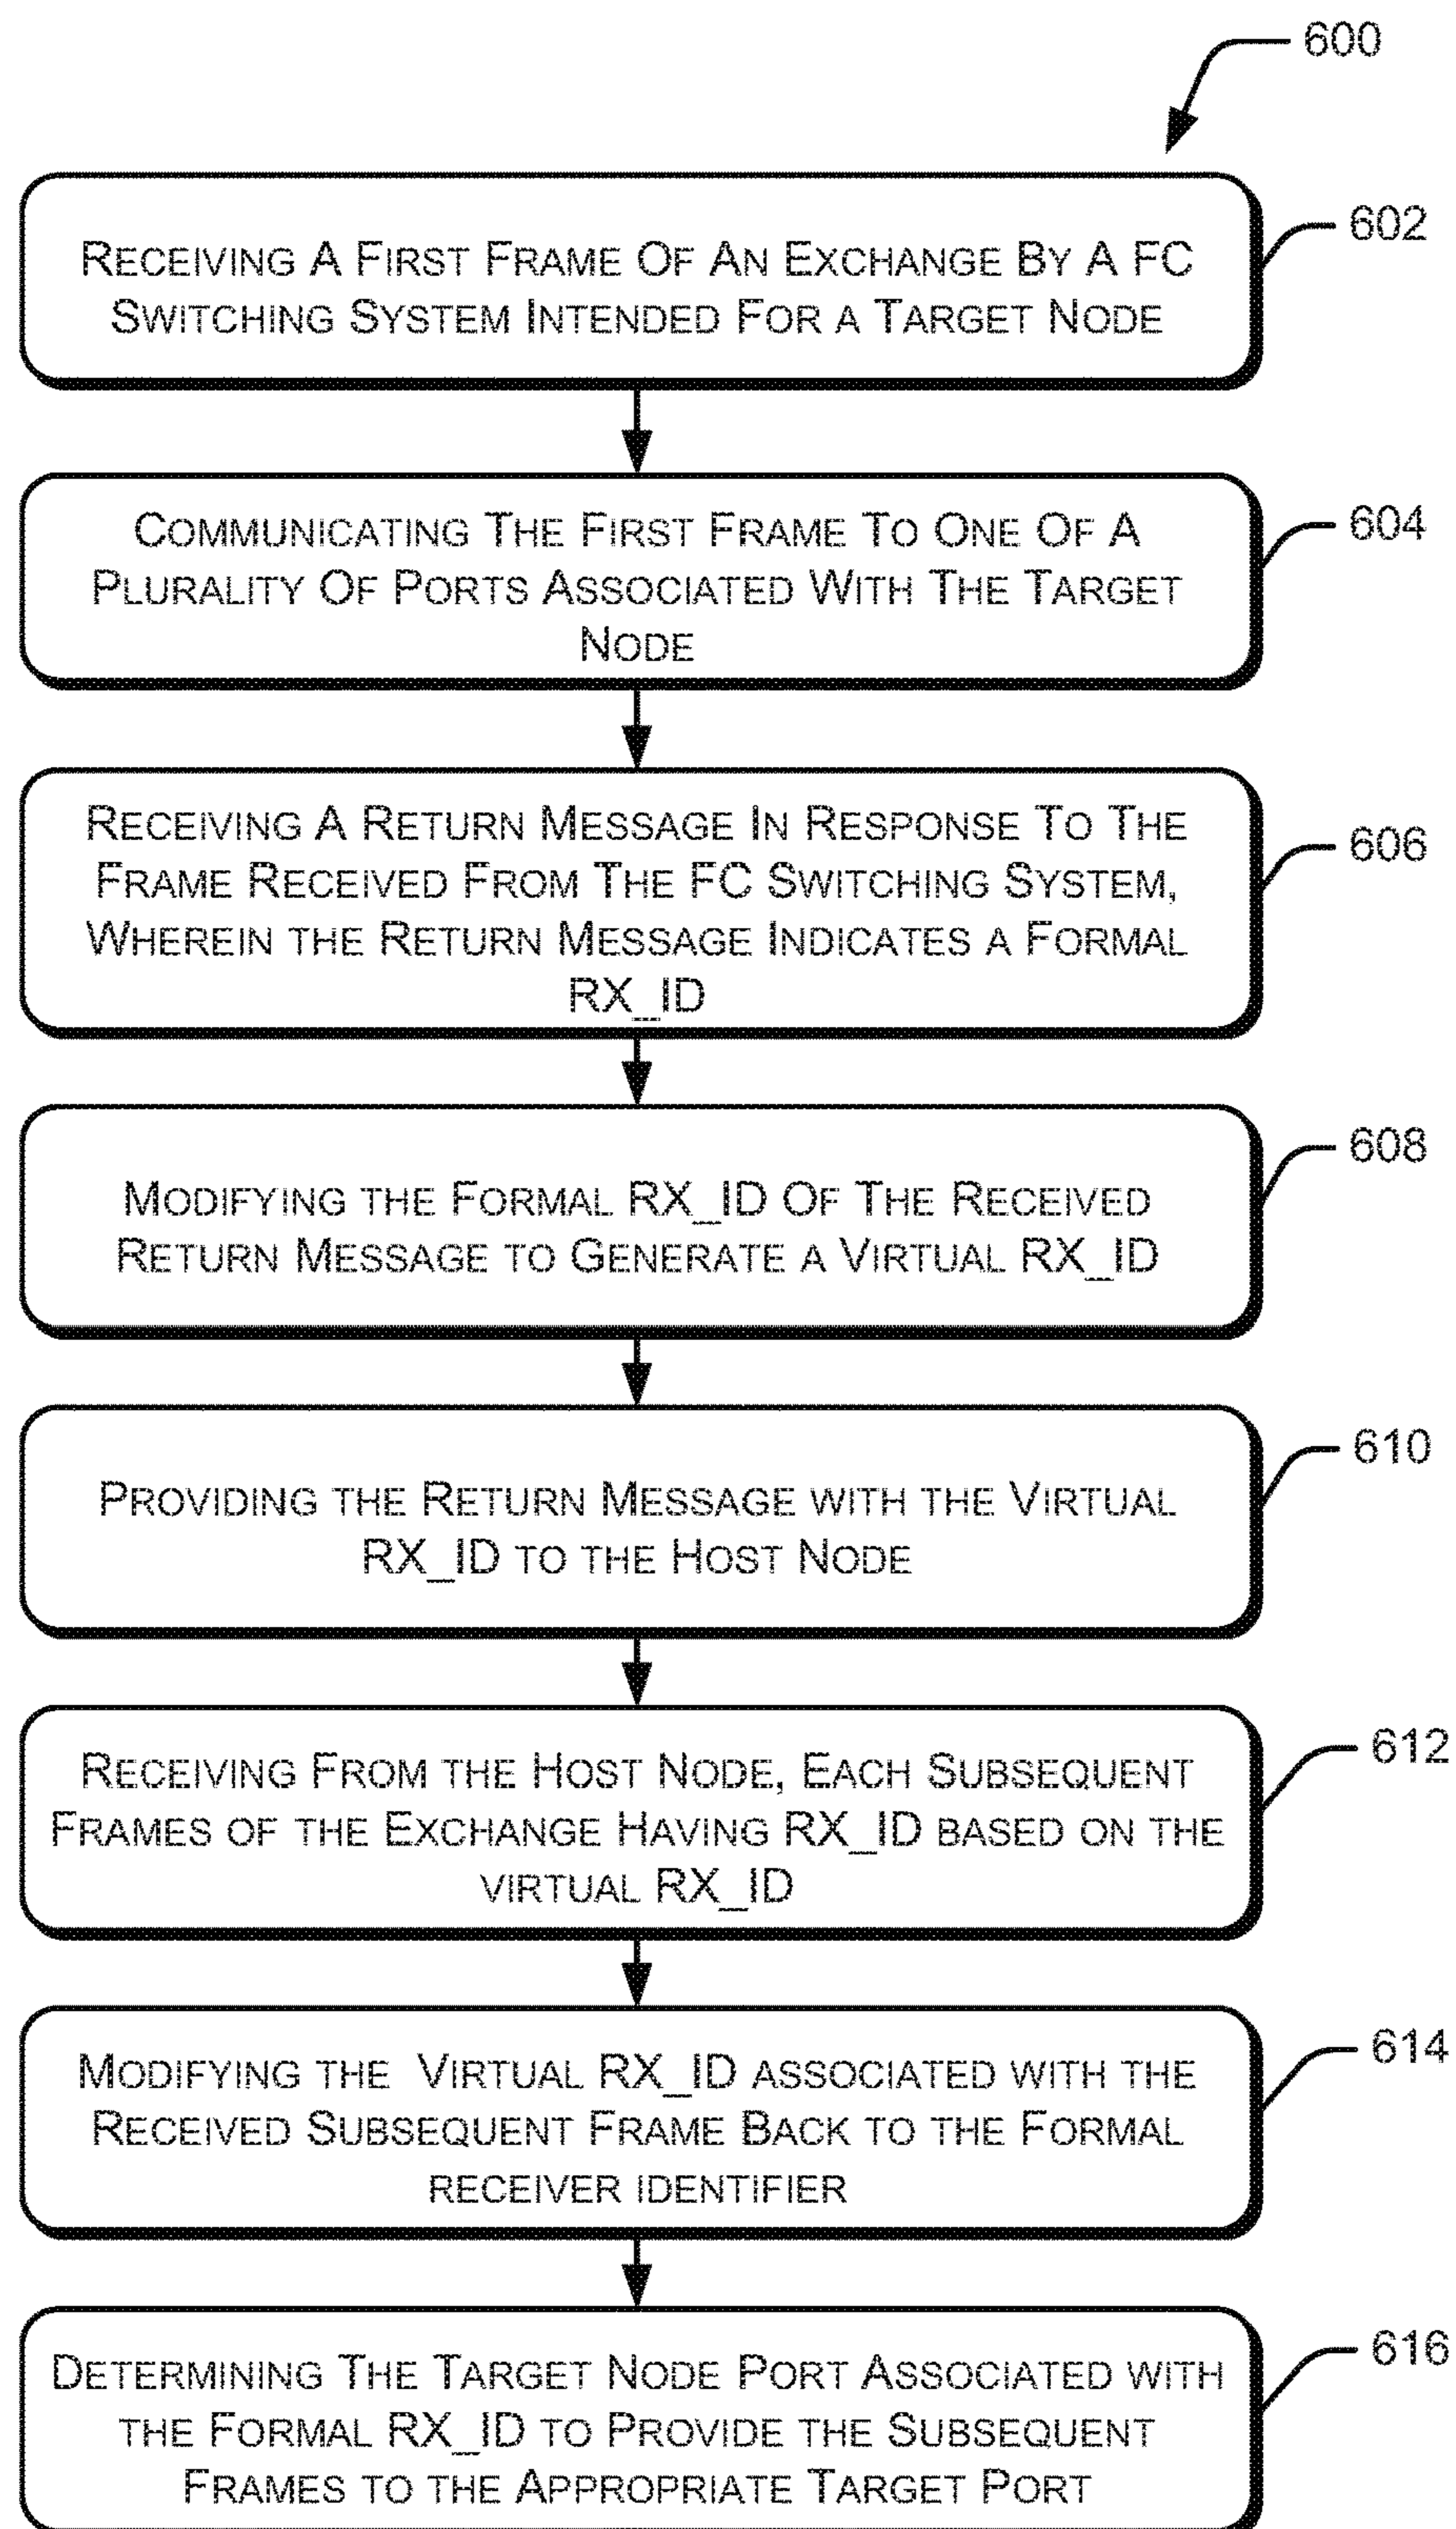 600
RECEIVING A FIRST FRAME OF AN EXCHANGE BY A FC
SWITCHING SYSTEM INTENDED FOR A TARGET NODE
602
COMMUNICATING THE FIRST FRAME TO ONE OF A
PLURALITY OF PORTS ASSOCIATED WITH THE TARGET
NODE
604
RECEIVING A RETURN MESSAGE IN RESPONSE TO THE
FRAME RECEIVED FROM THE FC SWITCHING SYSTEM,
WHEREIN THE RETURN MESSAGE INDICATES A FORMAL
RX_ID
606
MODIFYING THE FORMAL RX_ID OF THE RECEIVED
RETURN MESSAGE TO GENERATE A VIRTUAL RX_ID
608
PROVIDING THE RETURN MESSAGE WITH THE VIRTUAL
RX_ID TO THE HOST NODE
610
RECEIVING FROM THE HOST NODE, EACH SUBSEQUENT
FRAMES OF THE EXCHANGE HAVING RX_ID BASED ON THE
VIRTUAL RX_ID
612
MODIFYING THE VIRTUAL RX_ID ASSOCIATED WITH THE
RECEIVED SUBSEQUENT FRAME BACK TO THE FORMAL
RECEIVER IDENTIFIER
614
DETERMINING THE TARGET NODE PORT ASSOCIATED WITH
THE FORMAL RX_ID TO PROVIDE THE SUBSEQUENT
FRAMES TO THE APPROPRIATE TARGET PORT
616